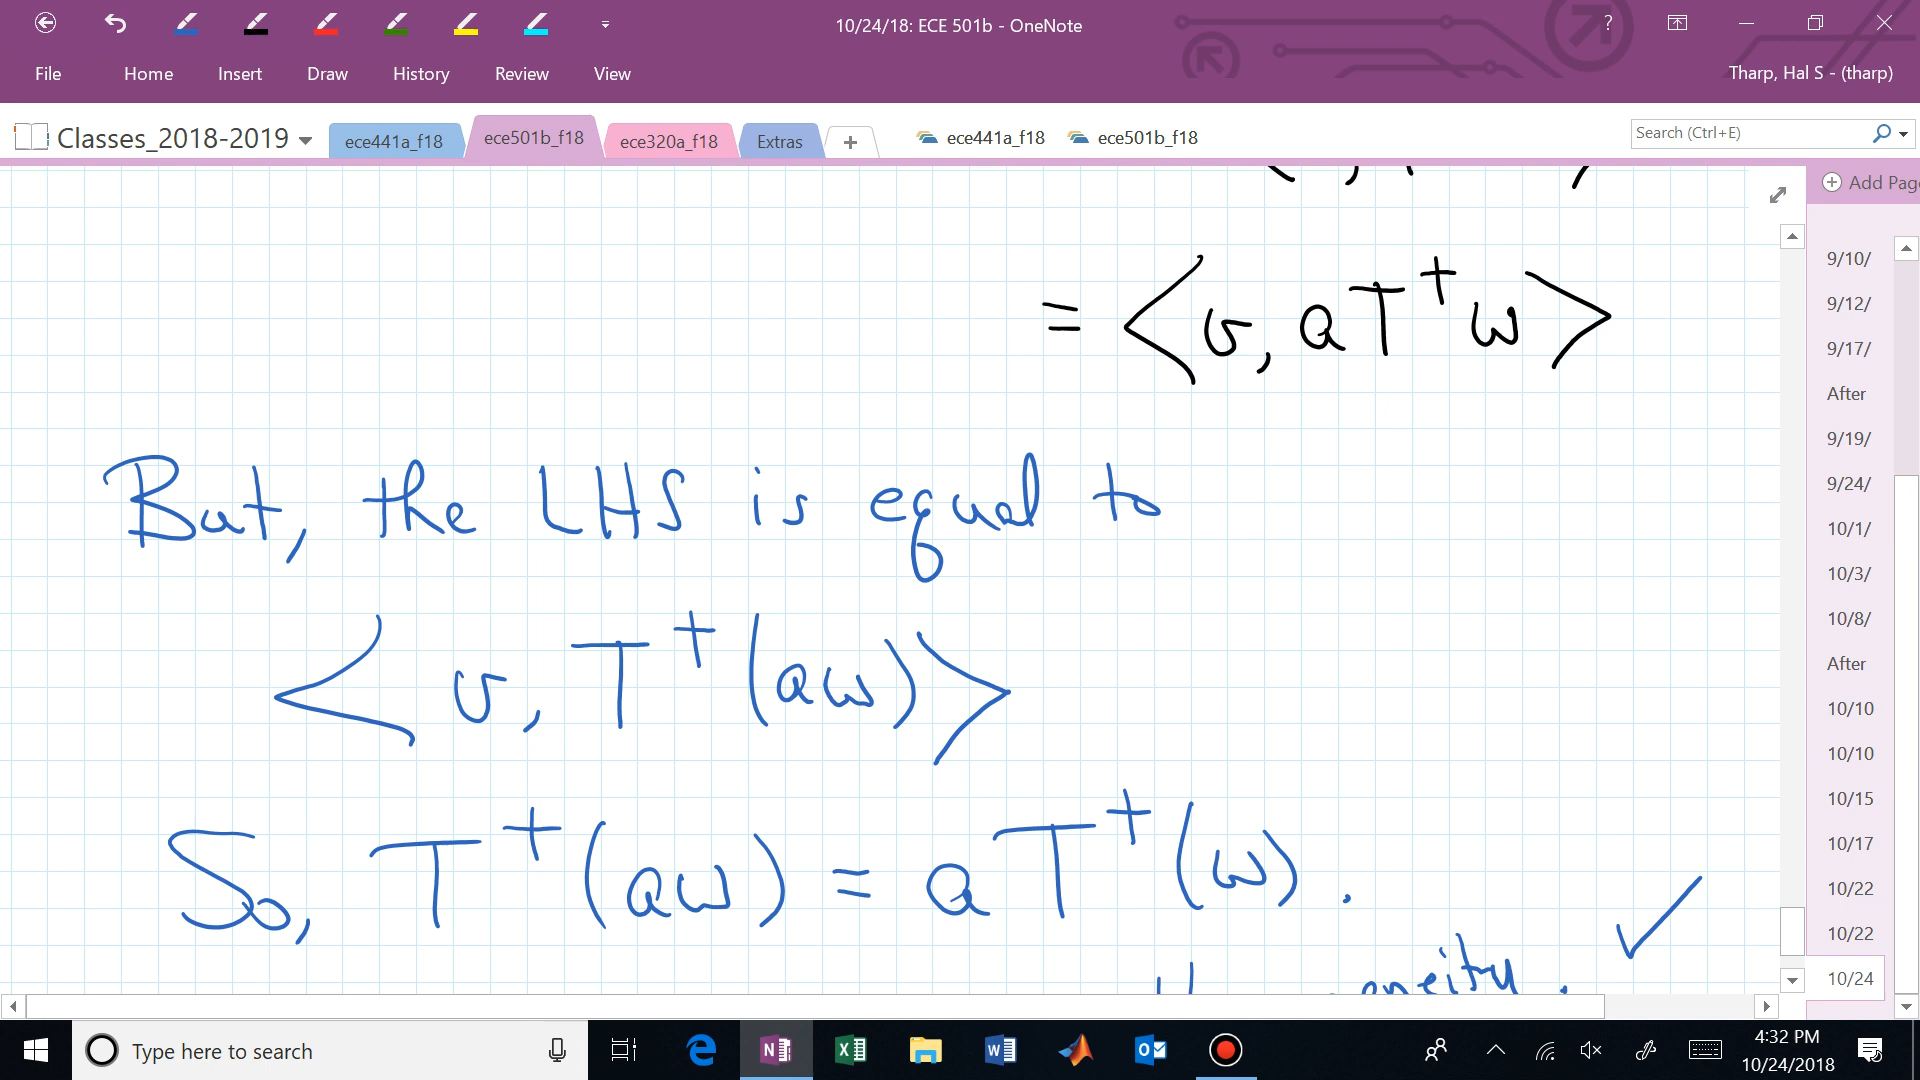 10/24/18: ECE 501b - OneNote
?
File Home Insert Draw History Review View
Tharp, Hal S - (tharp)
Classes_2018-2019
ece441a_f18
ece501b_f18
ece320a_f18
Extras
ece441a_f18
ece501b_f18
Search (Ctrl+E)
Add Pag
= <v, aT⁺w>
But, the LHS is equal to
<v, T⁺(aw)>
So, T⁺(aw) = aT⁺(w).
9/10/
9/12/
9/17/
After
9/19/
9/24/
10/1/
10/3/
10/8/
After
10/10
10/10
10/15
10/17
10/22
10/22
10/24
Type here to search
4:32 PM
10/24/2018